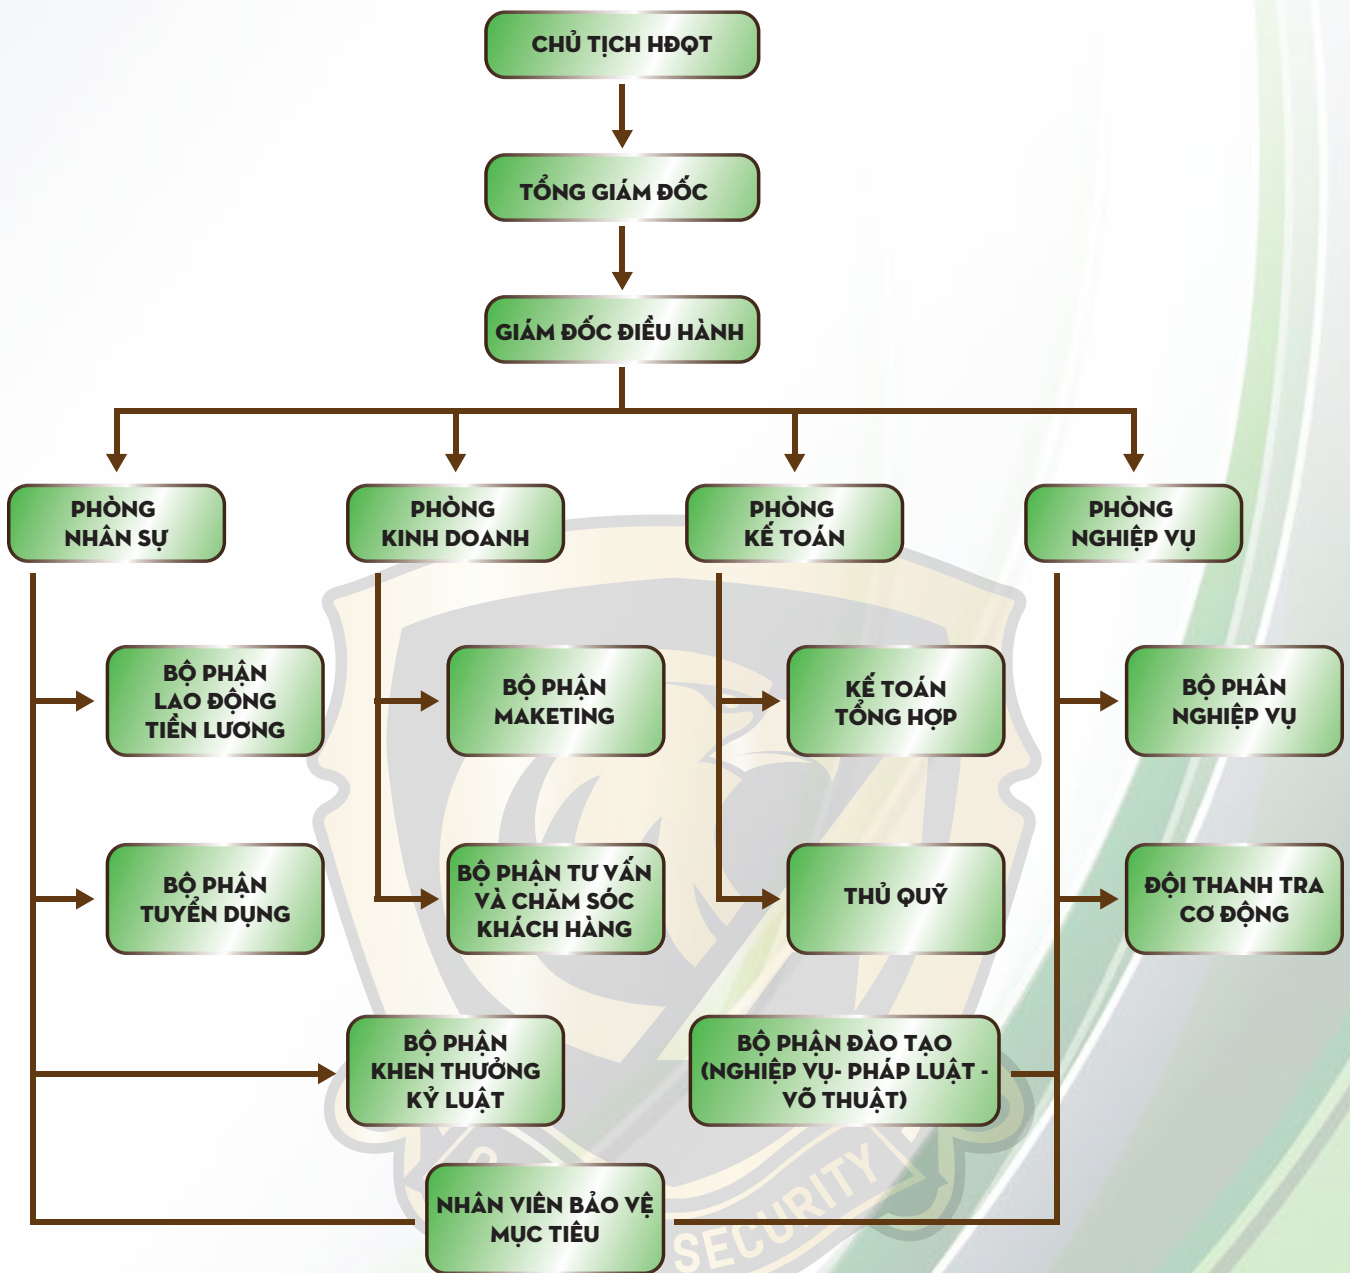 CHỦ TỊCH HĐQT
TỔNG GIÁM ĐỐC
GIÁM ĐỐC ĐIỀU HÀNH
PHÒNG
NHÂN SỰ
PHÒNG
KINH DOANH
PHÒNG
KẾ TOÁN
PHÒNG
NGHIỆP VỤ
BỘ PHẬN
LAO ĐỘNG
TIỀN LƯƠNG
BỘ PHẬN
MAKETING
KẾ TOÁN
TỔNG HỢP
BỘ PHÂN
NGHIỆP VỤ
BỘ PHẬN
TUYỂN DỤNG
BỘ PHẬN TƯ VẤN
VÀ CHĂM SÓC
KHÁCH HÀNG
THỦ QUỸ
ĐỘI THANH TRA
CƠ ĐỘNG
BỘ PHẬN
KHEN THƯỞNG
KỶ LUẬT
BỘ PHẬN ĐÀO TẠO
(NGHIỆP VỤ- PHÁP LUẬT -
VÕ THUẬT)
NHÂN VIÊN BẢO VỆ
MỤC TIÊU
SECURITY